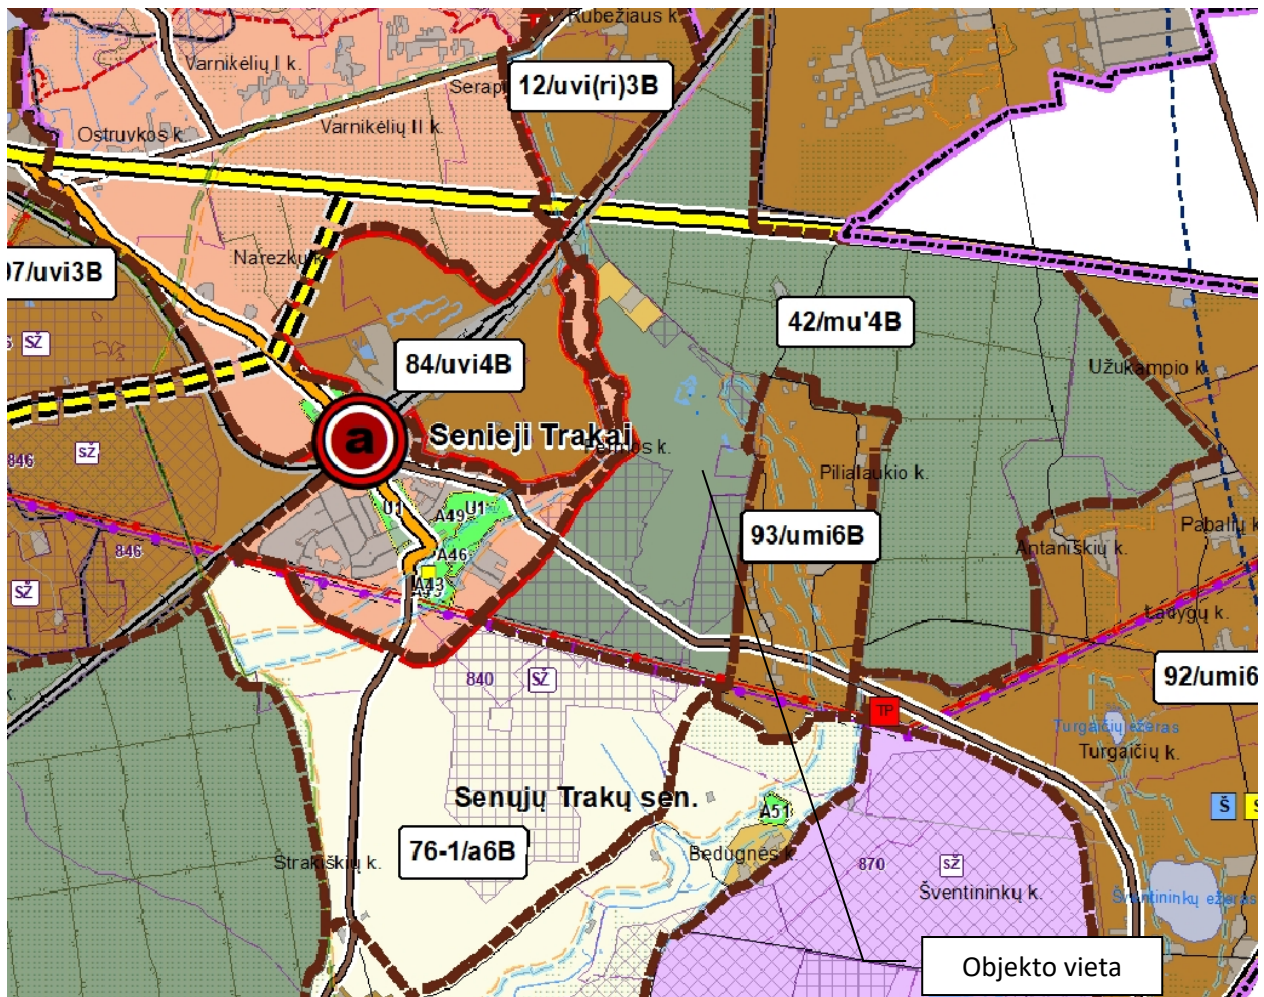 Rubežiaus k.
Varnikėlių I k.
12/uvi(ri)3B
Varnikėlių II k.
Ostruvkos k.
Narezkų k.
07/uvi3B
42/mu'4B
SŽ
84/uvi4B
Užukampio k.
a
Senieji Trakai
Penmos k.
Pilialaukio k.
846
SŽ
U1
A49
U1
93/umi6B
Pabalių k
Antaniškių k.
846
A46
SŽ
A43
Ladygų k.
840
SŽ
92/umi6
TP
Turgaičių ežeras
Turgaičių k.
Senųjų Trakų sen.
A51
Š
76-1/a6B
Strakiškių k.
Bedugnės k.
870
SŽ
Šventininkų k.
Šventininkų ežeras
Objekto vieta